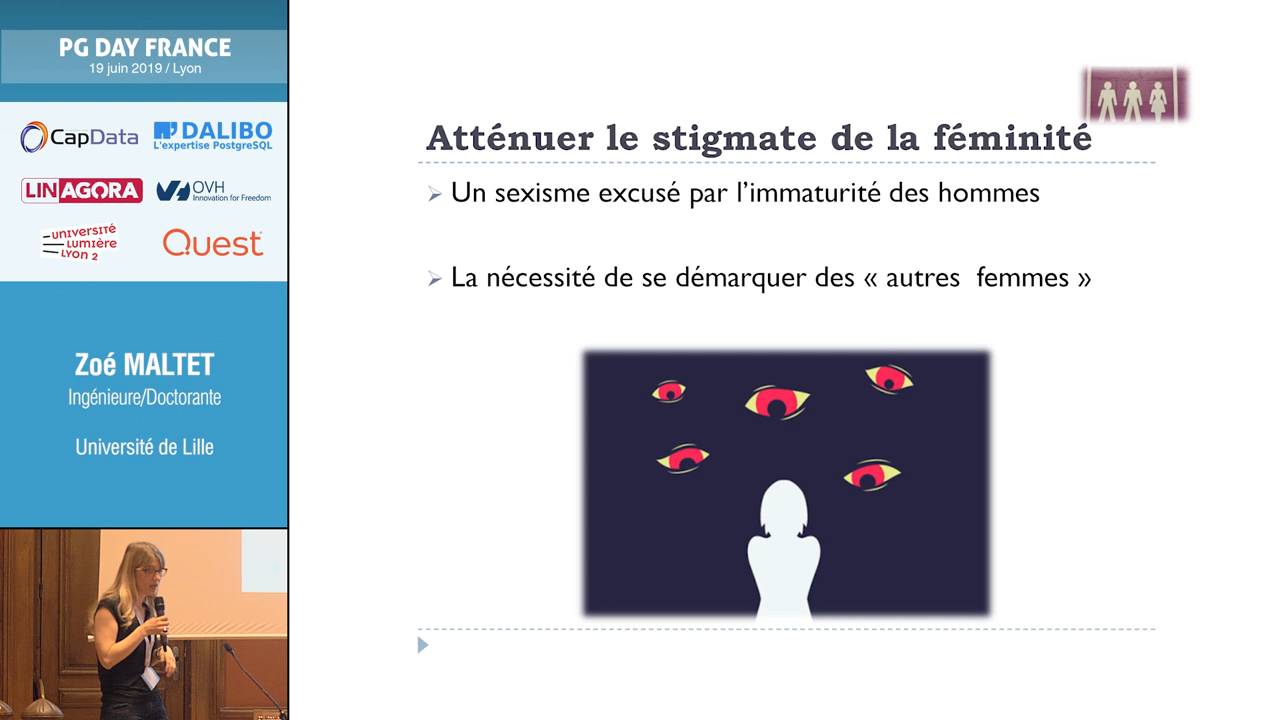 PG DAY FRANCE
19 juin 2019 / Lyon
CapData
DALIBO
L'expertise PostgreSQL
LINAGORA
OVH
Innovation for Freedom
UNIVERSITÉ
LUMIÈRE
LYON 2
Quest
Zoé MALTET
Ingénieure/Doctorante
Université de Lille
Atténuer le stigmate de la féminité
Un sexisme excusé par l'immaturité des hommes
La nécessité de se démarquer des « autres  femmes »